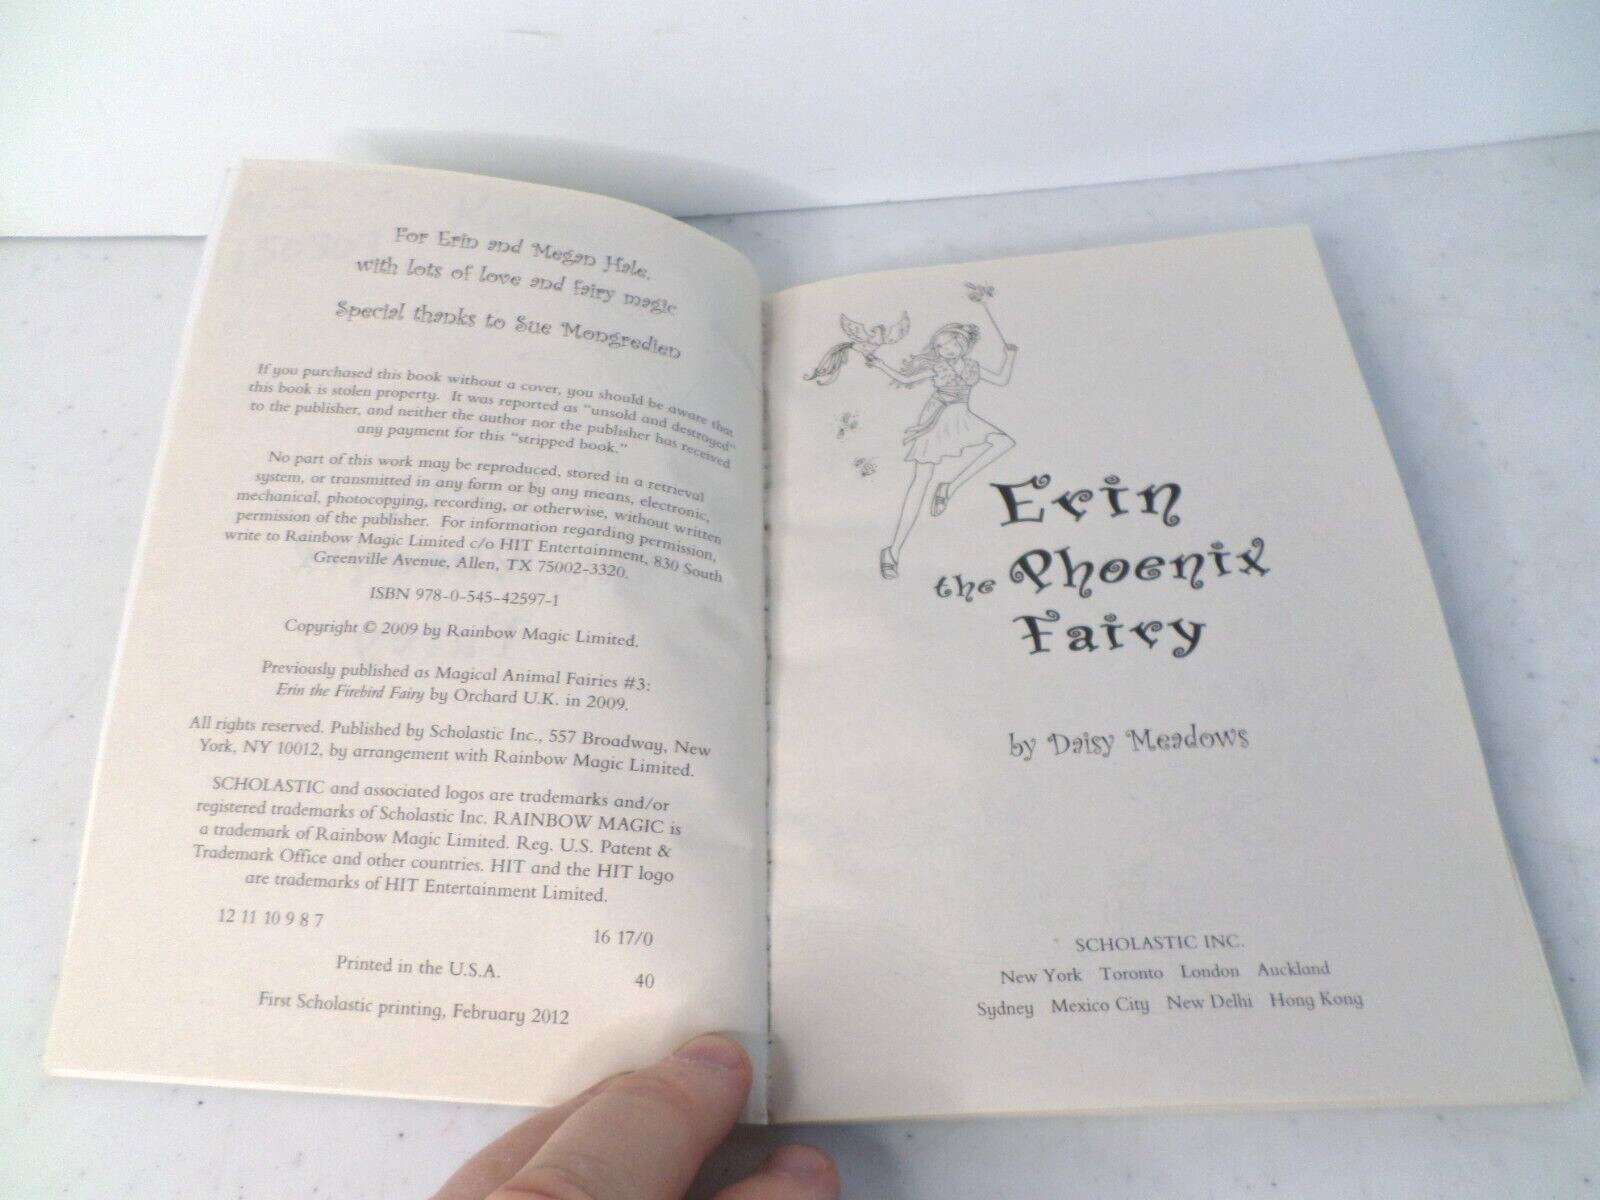 For Erin and Megan Hale,
with lots of love and fairy magic
Special thanks to Sue Mongredien
If you purchased this book without a cover, you should be aware that
this book is stolen property. It was reported as "unsold and destroyed"
to the publisher, and neither the author nor the publisher has received
any payment for this "stripped book."
No part of this work may be reproduced, stored in a retrieval
system, or transmitted in any form or by any means, electronic,
mechanical, photocopying, recording, or otherwise, without written
permission of the publisher. For information regarding permission,
write to Rainbow Magic Limited c/o HIT Entertainment, 830 South
Greenville Avenue, Allen, TX 75002-3320.
ISBN 978-0-545-42597-1
Copyright © 2009 by Rainbow Magic Limited.
Previously published as Magical Animal Fairies #3:
Erin the Firebird Fairy by Orchard U.K. in 2009.
All rights reserved. Published by Scholastic Inc., 557 Broadway, New
York, NY 10012, by arrangement with Rainbow Magic Limited.
SCHOLASTIC and associated logos are trademarks and/or
registered trademarks of Scholastic Inc. RAINBOW MAGIC is
a trademark of Rainbow Magic Limited. Reg. U.S. Patent &
Trademark Office and other countries. HIT and the HIT logo
are trademarks of HIT Entertainment Limited.
12 11 10 9 8 7
16 17/0
Printed in the U.S.A.
40
First Scholastic printing, February 2012
Erin
the Phoenix
Fairy
by Daisy Meadows
SCHOLASTIC INC.
New York Toronto London Auckland
Sydney Mexico City New Delhi Hong Kong